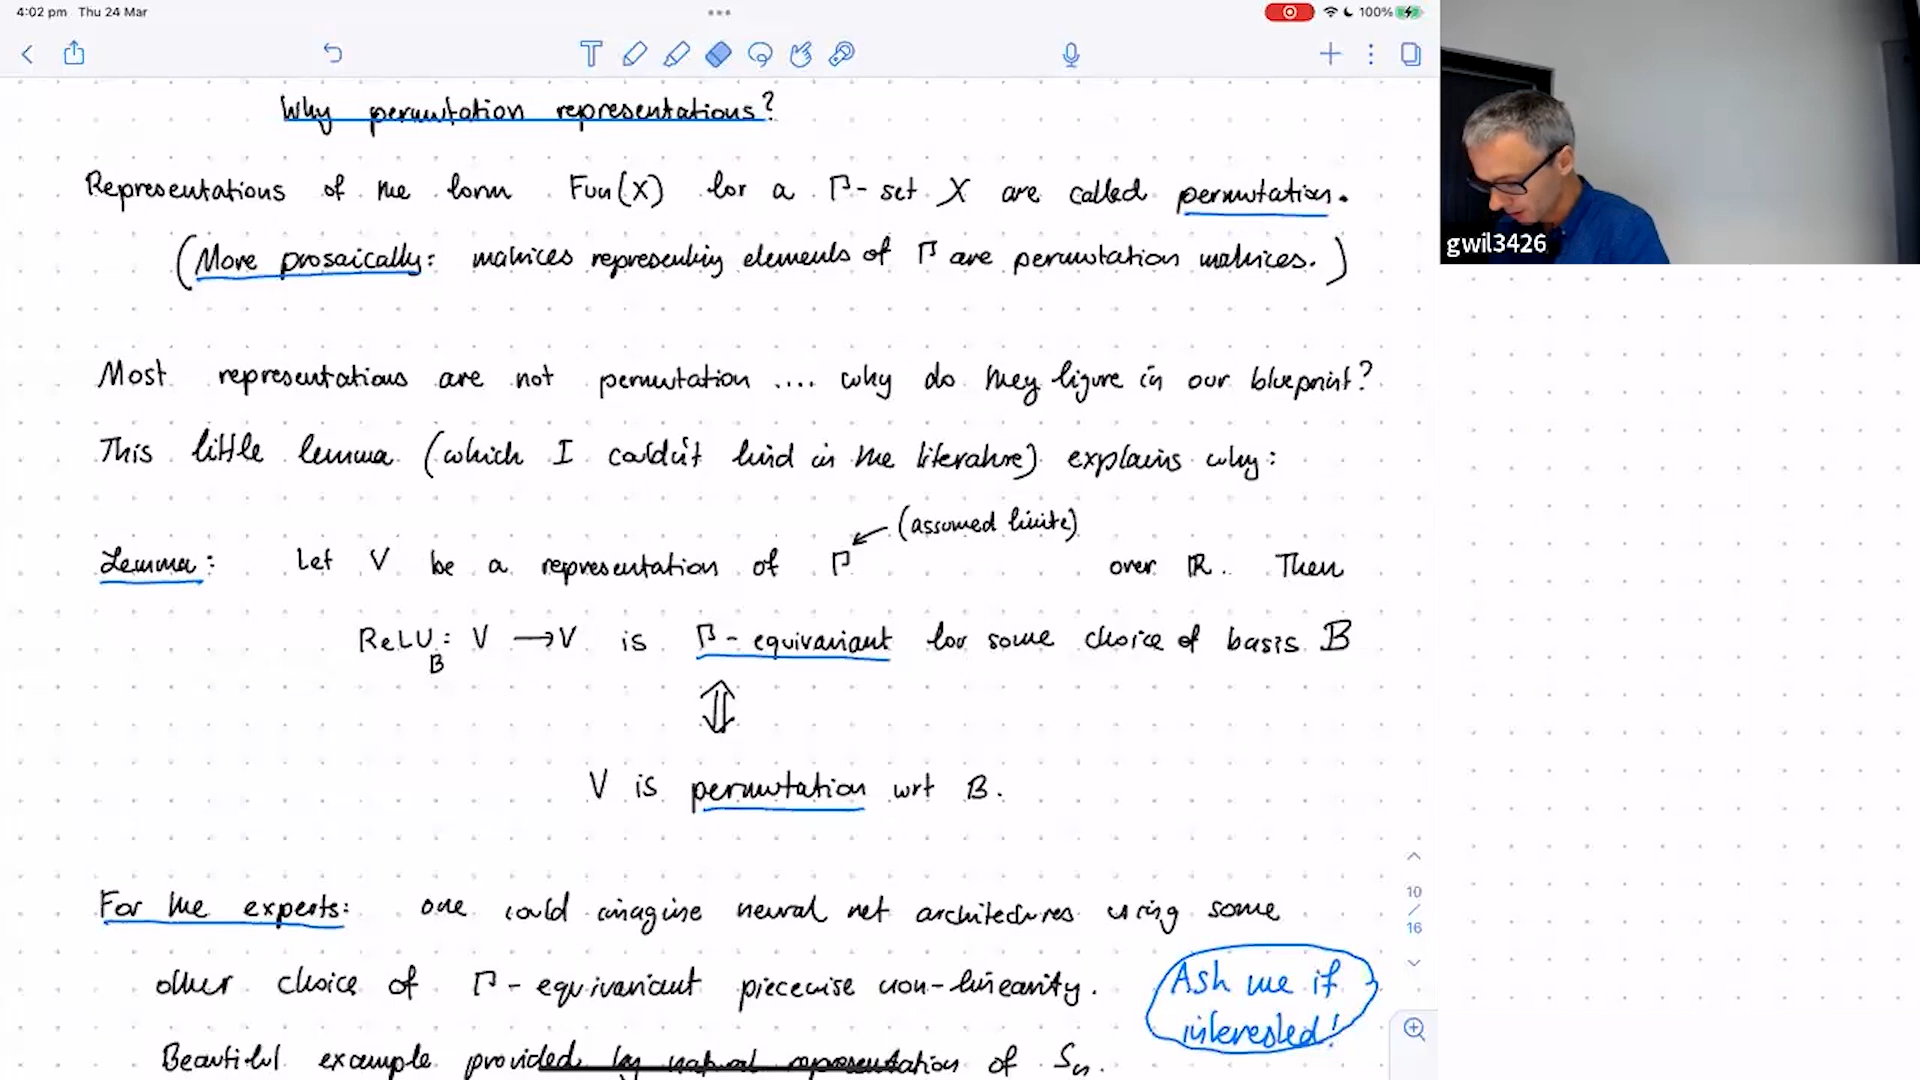 4:02 pm Thu 24 Mar
100%
Why permutation representations?
Representations of the form Fun(X) for a Γ-set X are called permutation.
(More prosaically: matrices representing elements of Γ are permutation matrices.)
gwil3426
Most representations are not permutation .... why do they figure in our blueprint?
This little lemma (which I couldn't find in the literature) explains why:
(assumed finite)
Lemma: Let V be a representation of Γ over ℝ. Then
ReLU_B: V → V is Γ-equivariant for some choice of basis B
⇕
V is permutation wrt B.
For the experts: one could imagine neural net architectures using some
other choice of Γ-equivariant piecewise non-linearity.
Ask me if
interested!
Beautiful example provided by natural representation of Sn.
10
/
16